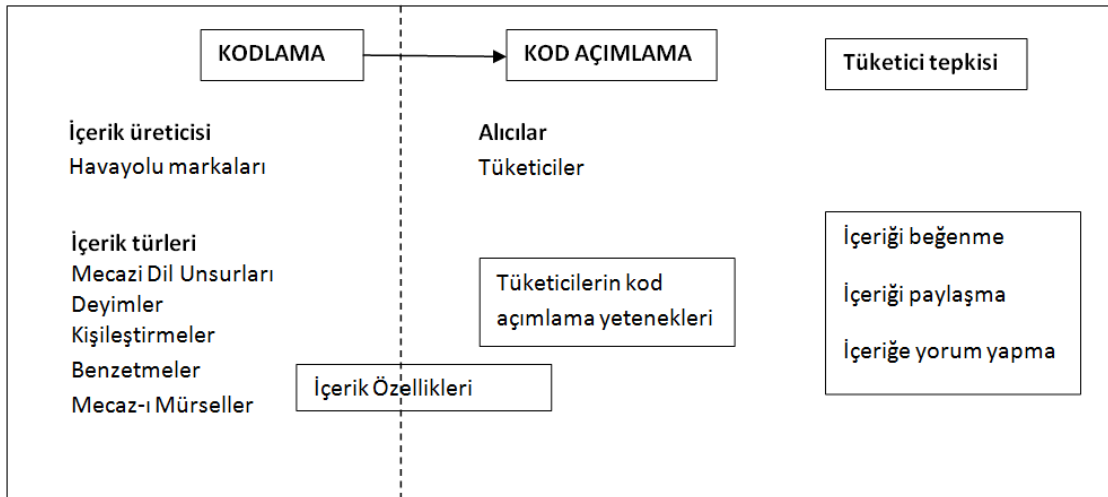 KODLAMA
KOD AÇIMLAMA
Tüketici tepkisi
İçerik üreticisi
Havayolu markaları
Alıcılar
Tüketiciler
İçerik türleri
Mecazi Dil Unsurları
Deyimler
Kişileştirmeler
Benzetmeler
Mecaz-ı Mürseller
Tüketicilerin kod
açımlama yetenekleri
İçerik Özellikleri
İçeriği beğenme
İçeriği paylaşma
İçeriğe yorum yapma